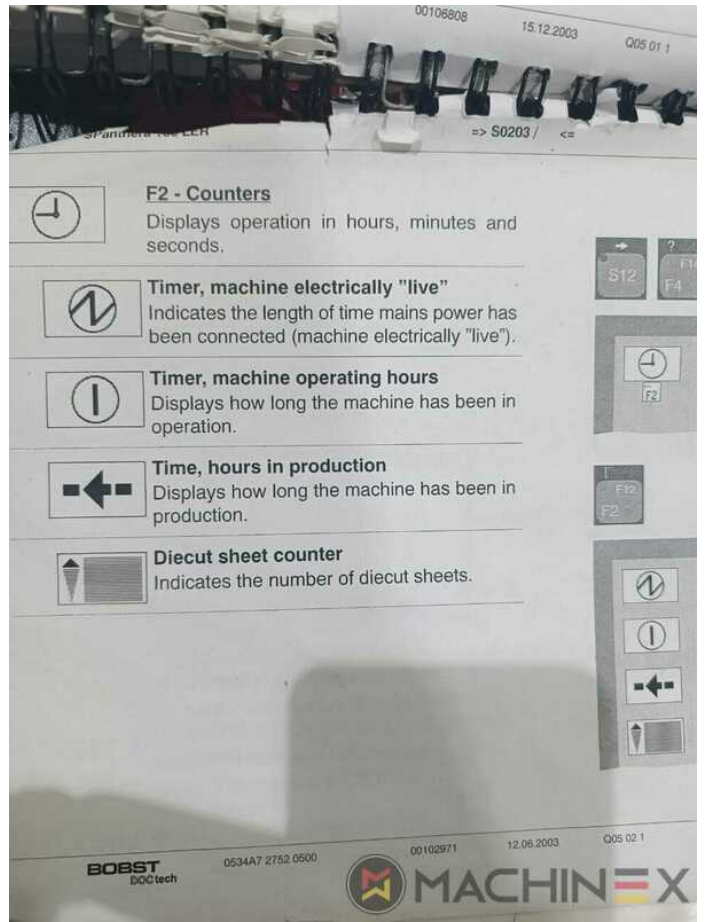 00106808 15.12.2003 Q05 01 1
=> S0203 / <=
F2 - Counters
Displays operation in hours, minutes and
seconds.
Timer, machine electrically "live"
Indicates the length of time mains power has
been connected (machine electrically "live").
Timer, machine operating hours
Displays how long the machine has been in
operation.
Time, hours in production
Displays how long the machine has been in
production.
Diecut sheet counter
Indicates the number of diecut sheets.
S12
?
F14
F4
F2
F12
F2
BOBST
DOCtech
0534A7 2752 0500 00102971 12.06.2003 Q05 02 1
MACHINEX